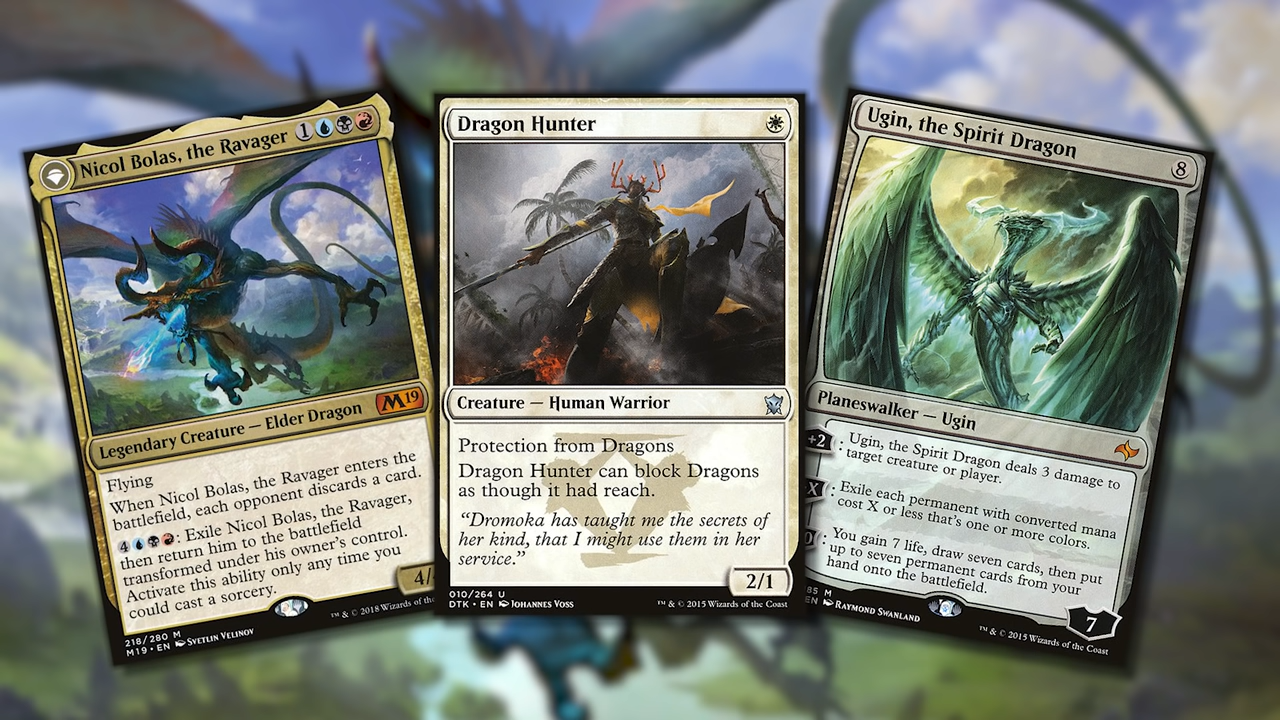 Nicol Bolas, the Ravager 1
Legendary Creature — Elder Dragon M19
Flying
When Nicol Bolas, the Ravager enters the
battlefield, each opponent discards a card.
4 : Exile Nicol Bolas, the Ravager,
then return him to the battlefield
transformed under his owner's control.
Activate this ability only any time you
could cast a sorcery.
4/
218/280 M
M19 • EN Svetlin Velinov
™ & © 2018 Wizards of the
Dragon Hunter
Creature — Human Warrior
Protection from Dragons
Dragon Hunter can block Dragons
as though it had reach.
"Dromoka has taught me the secrets of
her kind, that I might use them in her
service."
2/1
010/264 U
DTK • EN Johannes Voss
™ & © 2015 Wizards of the Coast
Ugin, the Spirit Dragon 8
Planeswalker — Ugin
+2 : Ugin, the Spirit Dragon deals 3 damage to
target creature or player.
X : Exile each permanent with converted mana
cost X or less that's one or more colors.
: You gain 7 life, draw seven cards, then put
up to seven permanent cards from your
hand onto the battlefield.
7
85 M
EN Raymond Swanland
™ & © 2015 Wizards of the Coast